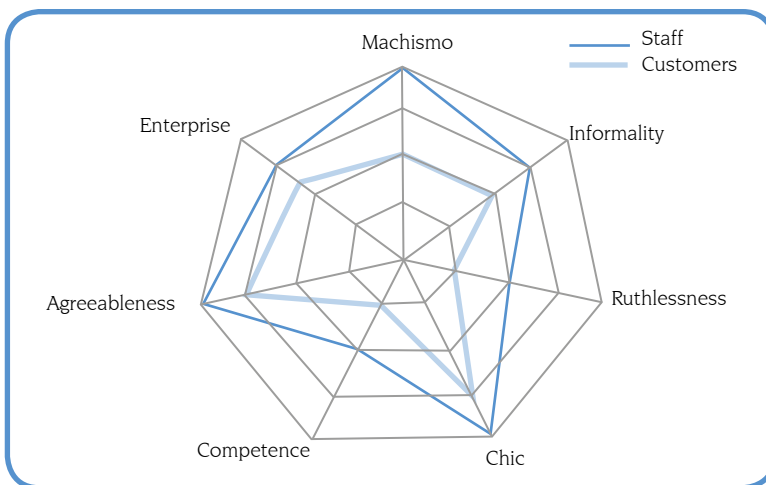 Machismo
Staff
Customers
Enterprise
Informality
Agreeableness
Ruthlessness
Competence
Chic